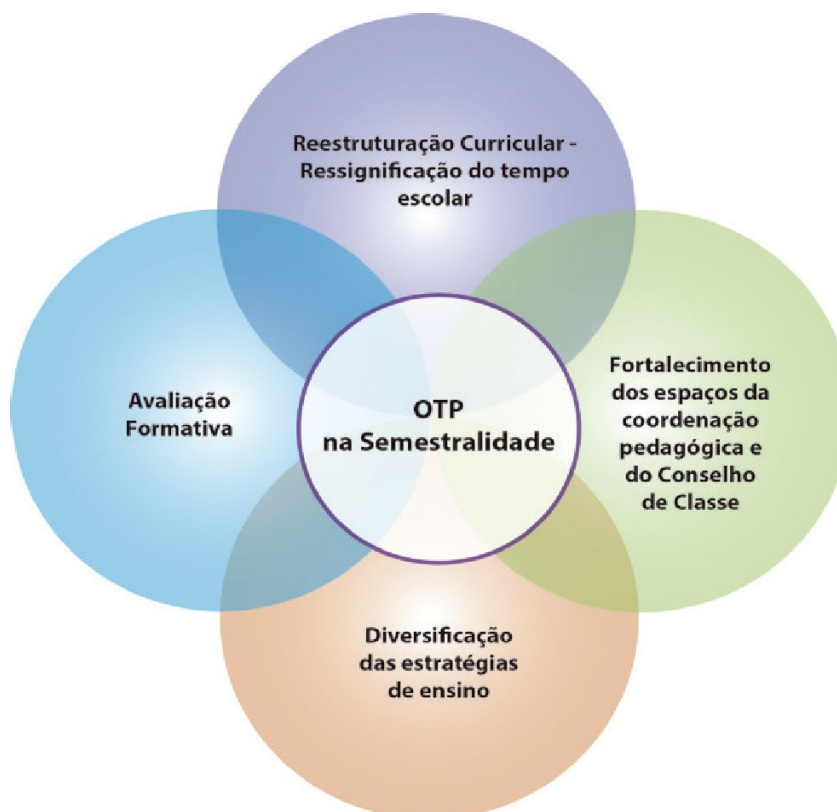 Reestruturação Curricular -
Ressignificação do tempo
escolar
Avaliação
Formativa
OTP
na Semestralidade
Fortalecimento
dos espaços da
coordenação
pedagógica e
do Conselho
de Classe
Diversificação
das estratégias
de ensino